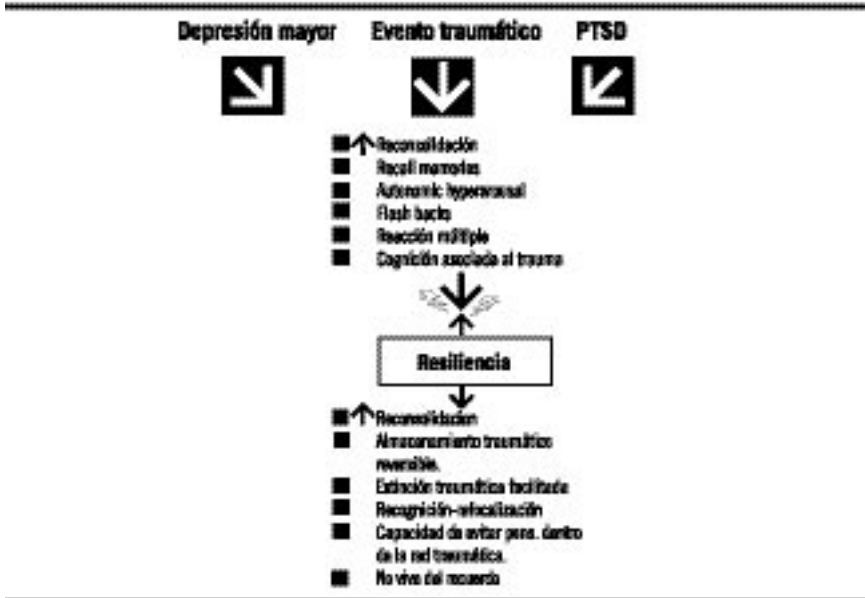 Depresión mayor Evento traumático PTSD
Reconsolidación
Recall memories
Autonomic hyperarousal
Flash backs
Reacción múltiple
Cognición asociada al trauma
Resiliencia
Reconsolidacion
Almacenamiento traumático
reversible.
Extinción traumática facilitada
Recognición-refocalización
Capacidad de evitar pens. dentro
de la red traumática.
No vive del recuerdo